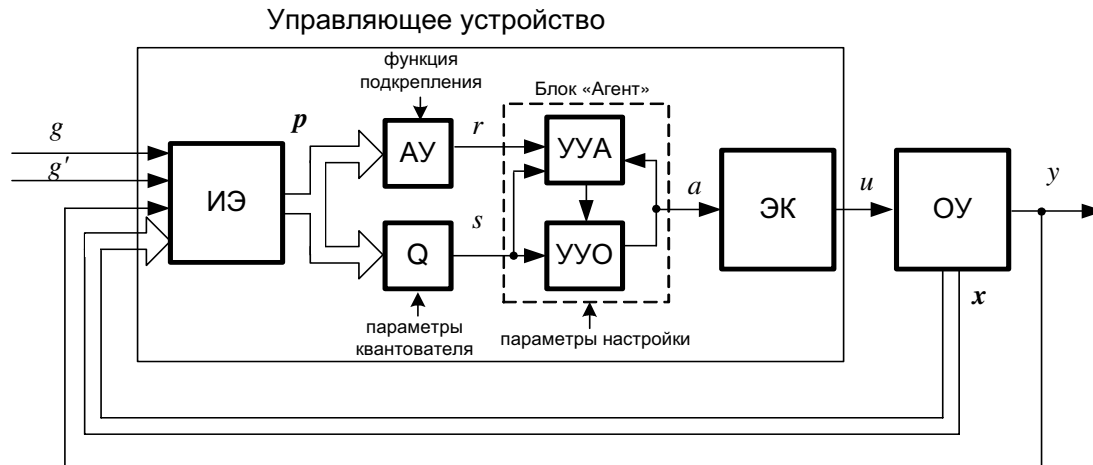 Управляющее устройство
функция
подкрепления
Блок «Агент»
g
g'
p
r
s
a
u
y
x
ИЭ
АУ
Q
УУА
УУО
ЭК
ОУ
параметры
квантователя
параметры настройки